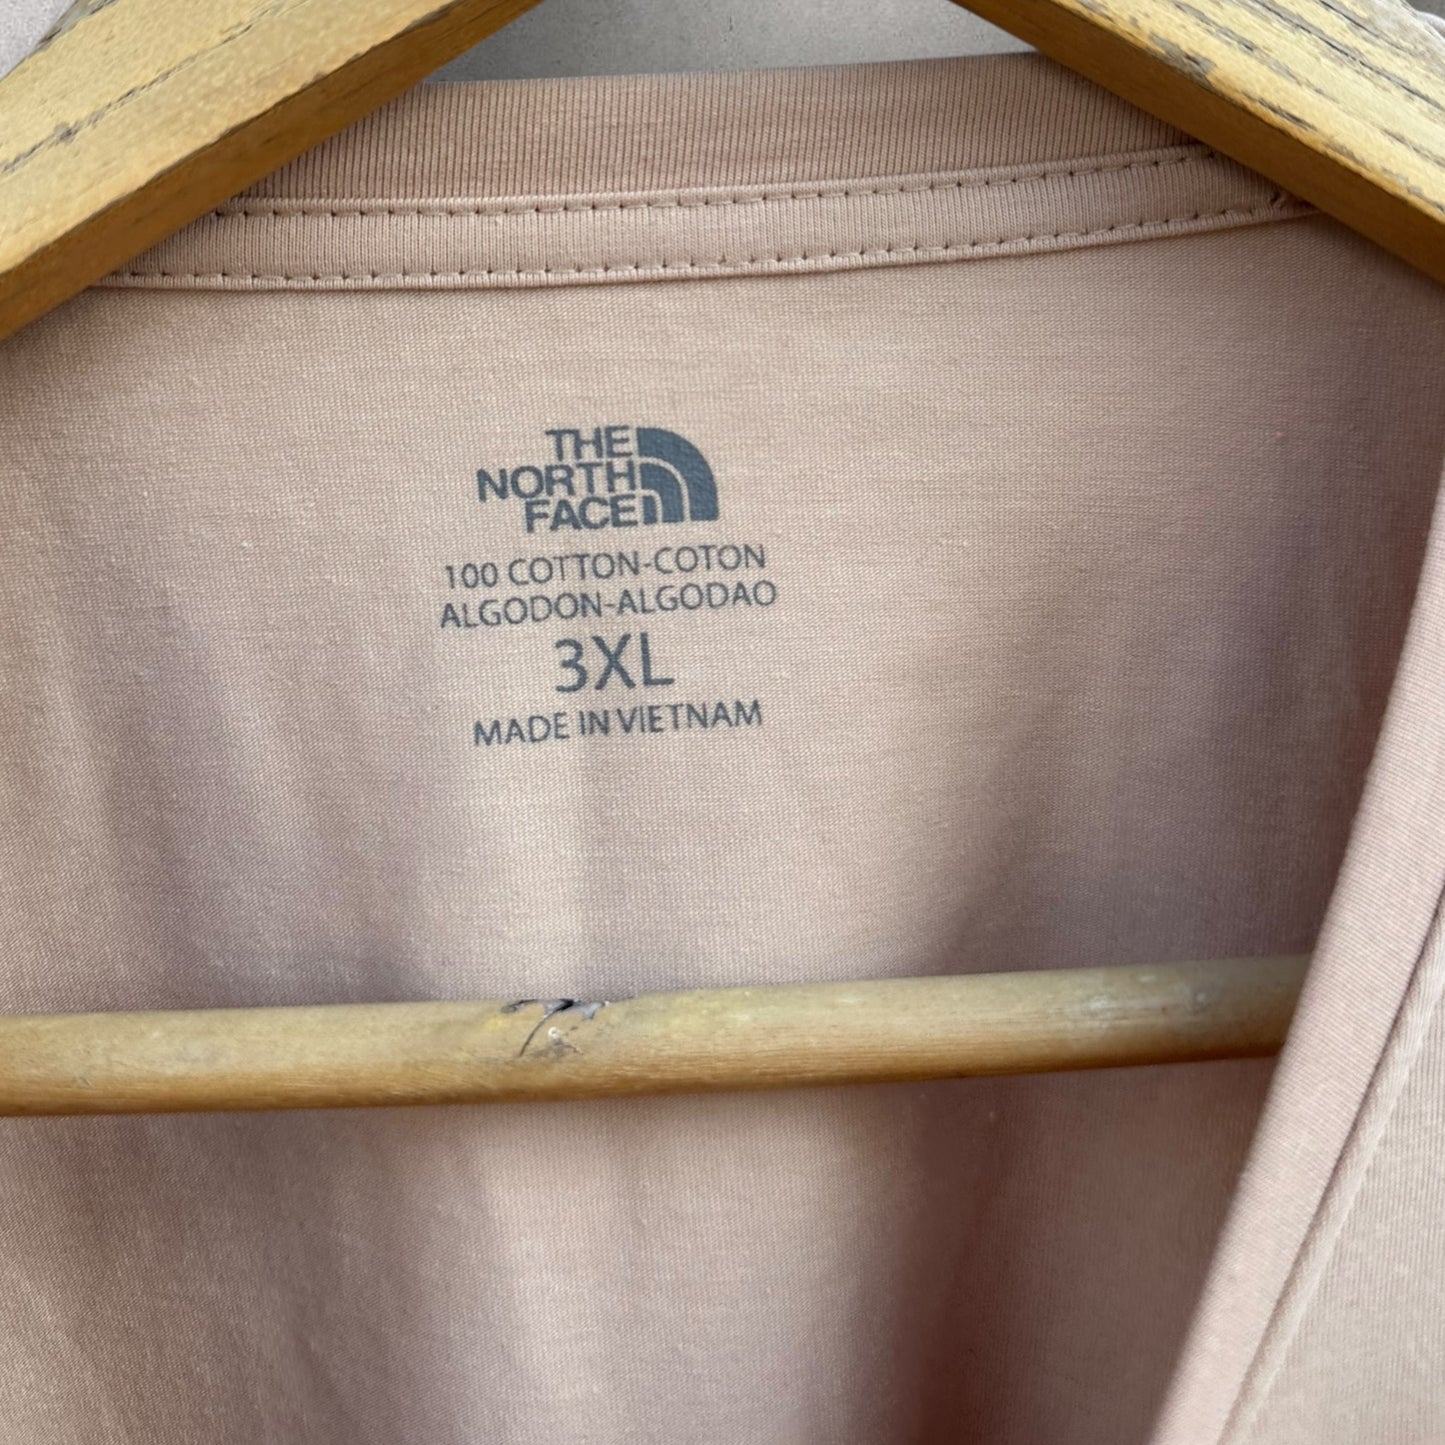 THE
NORTH
FACE
100 COTTON-COTON
ALGODON-ALGODAO
3XL
MADE IN VIETNAM